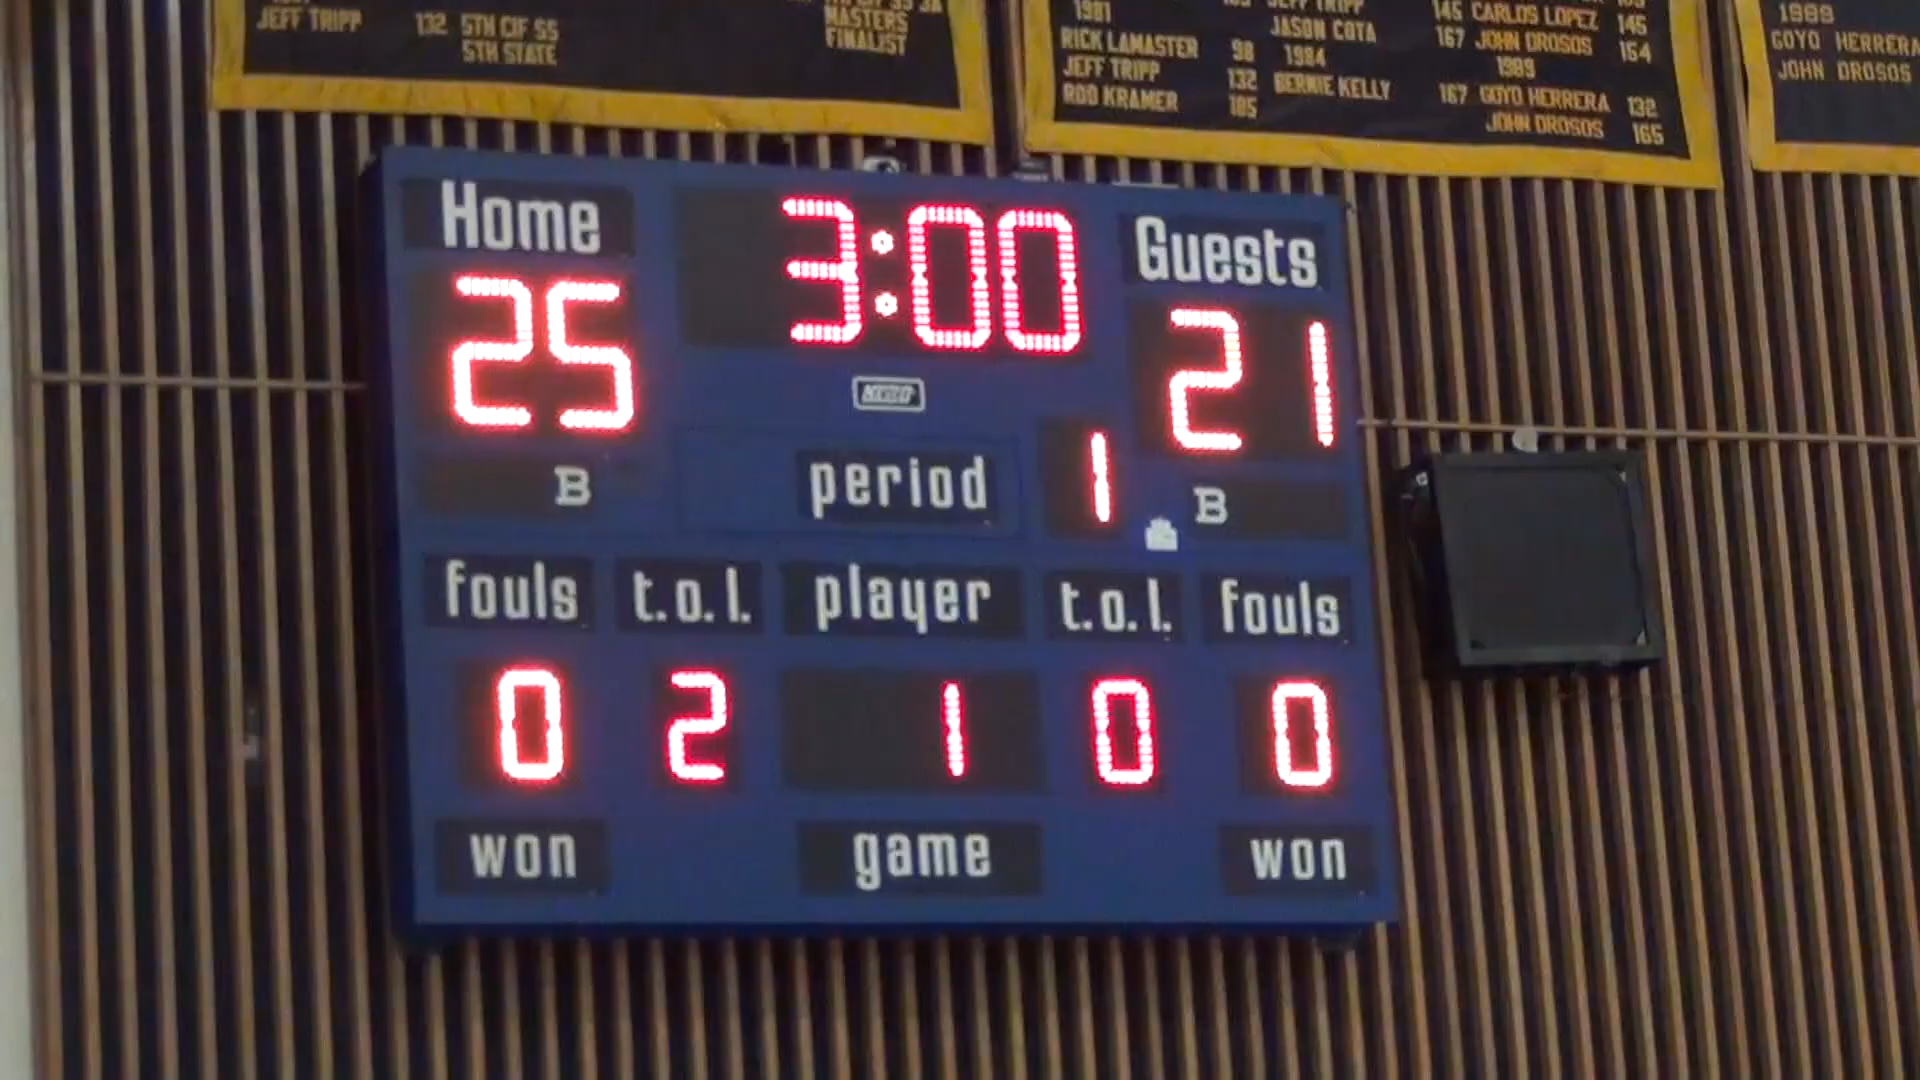 JEFF TRIPP 132 5TH CIF SS
5TH STATE
MASTERS
FINALIST
1981
RICK LAMASTER 98
JEFF TRIPP 132
ROD KRAMER 185
JEFF TRIPP
JASON COTA
1984
BERNIE KELLY 167
145
167
CARLOS LOPEZ 145
JOHN DROSOS 154
1989
GOYO HERRERA 132
JOHN DROSOS 165
1989
GOYO HERRERA
JOHN DROSOS
Home 3:00 Guests
25 21
period 1
B B
fouls t.o.l. player t.o.l. fouls
0 2 1 0 0
won game won